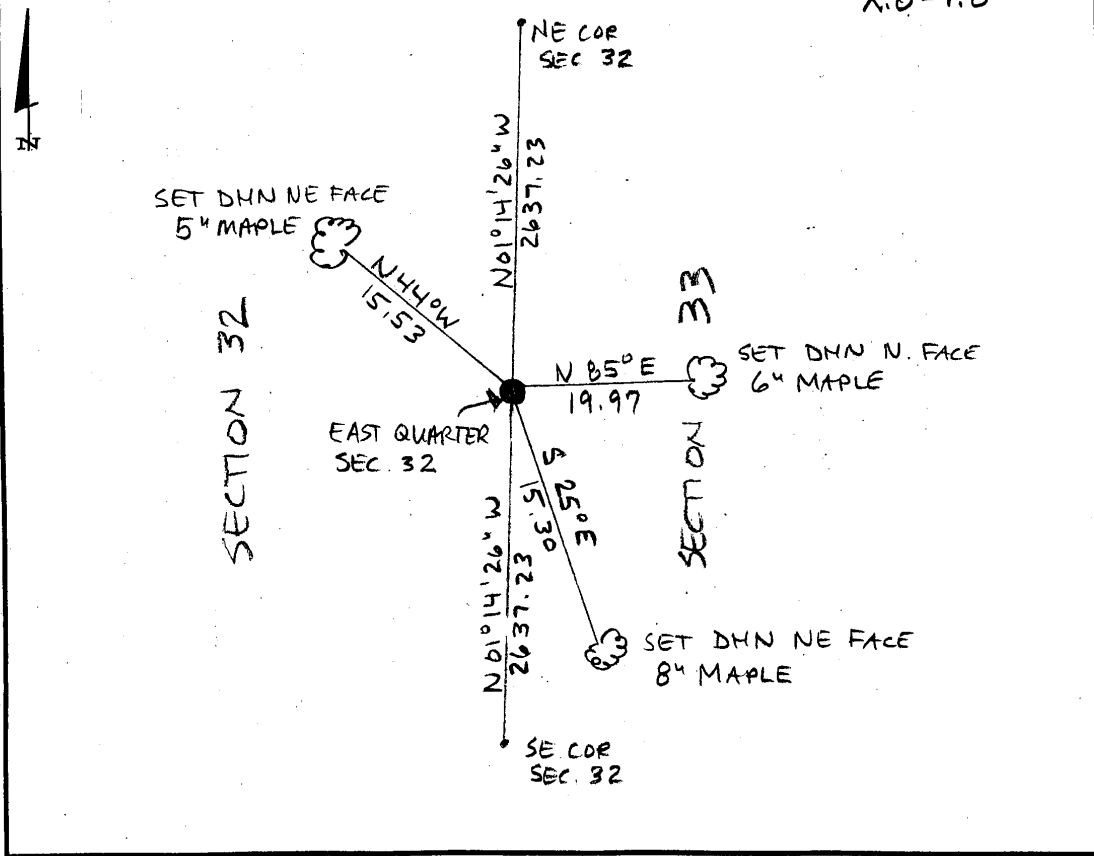 N
NE COR
SEC 32
N01°14'26"W
2637.23
SET DHN NE FACE
5" MAPLE
N44°W
15.53
SECTION 32
SECTION 33
N 85° E
19.97
SET DHN N. FACE
6" MAPLE
EAST QUARTER
SEC. 32
S 25° E
15.30
N01°14'26"W
2637.23
SET DHN NE FACE
8" MAPLE
SE COR
SEC. 32